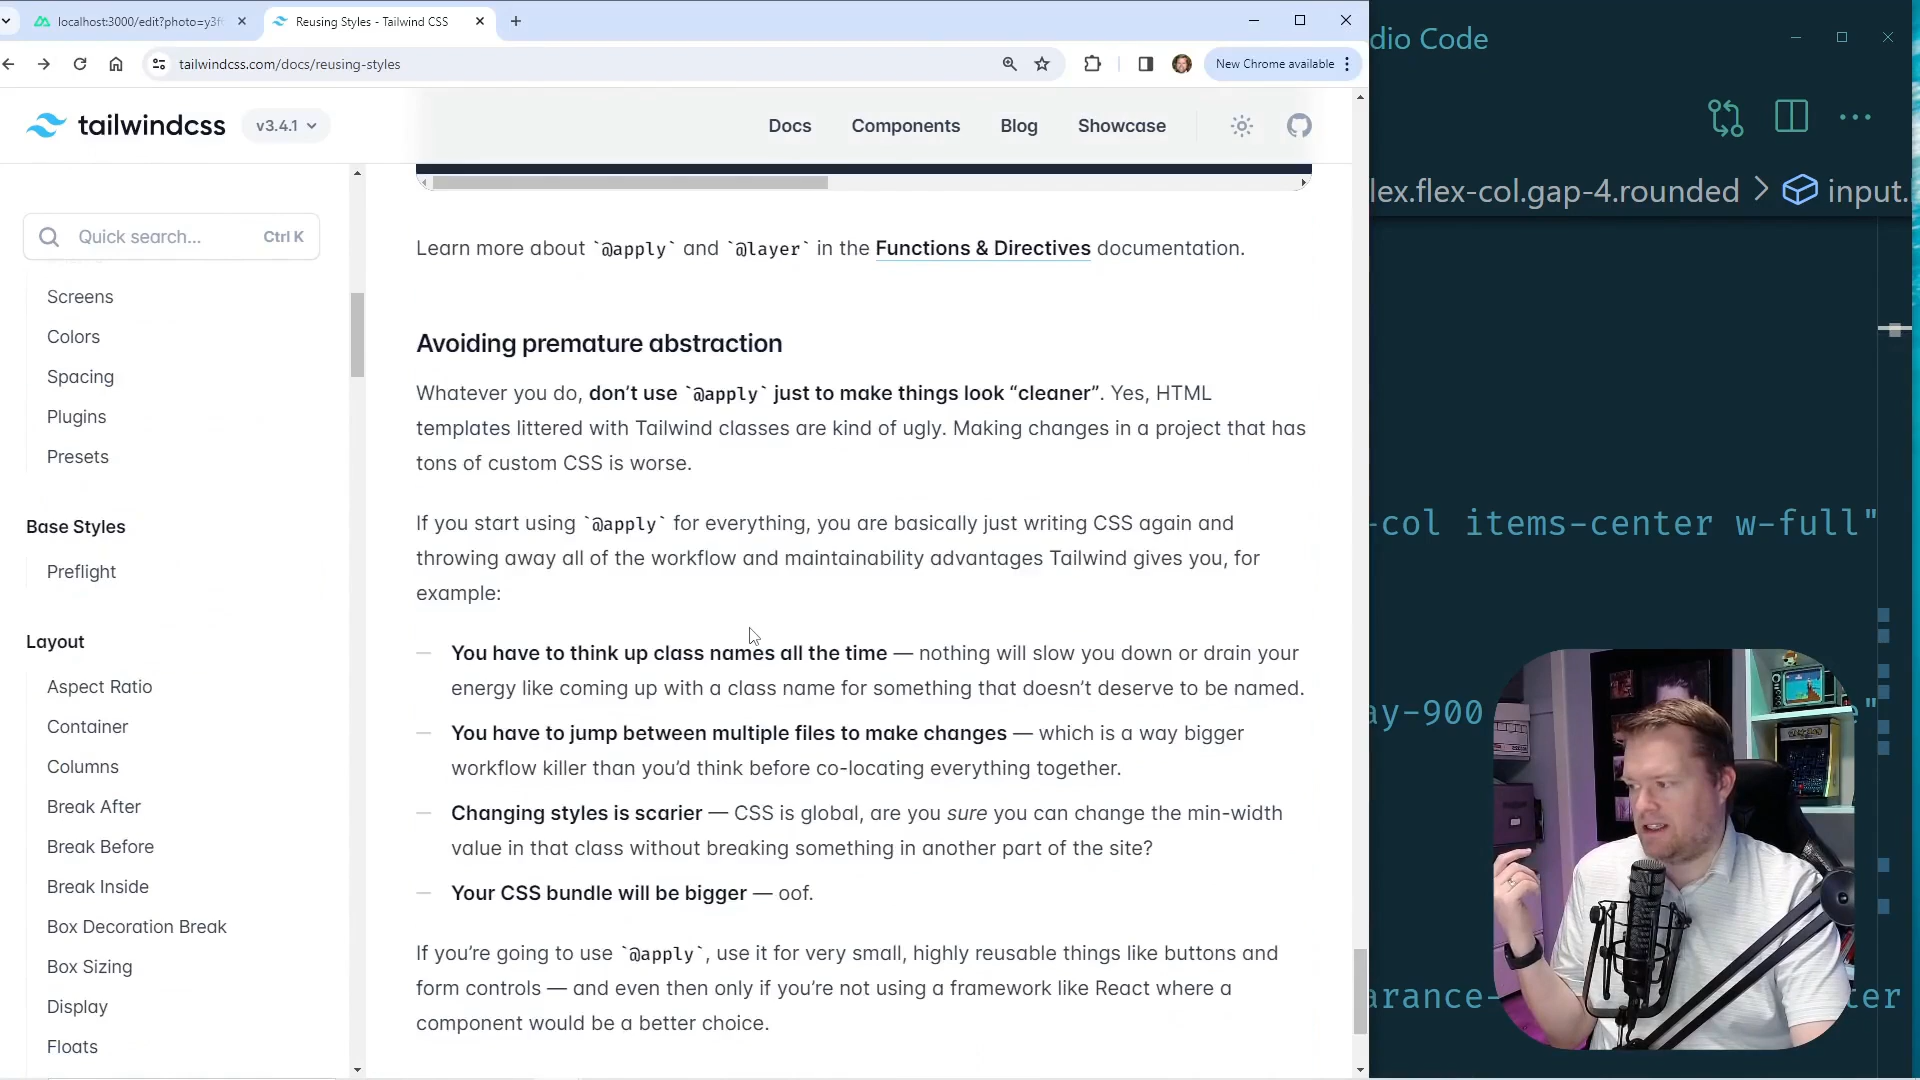 localhost:3000/edit?photo=y3f
Reusing Styles - Tailwind CSS
tailwindcss.com/docs/reusing-styles
New Chrome available
dio Code
tailwindcss
v3.4.1
Docs
Components
Blog
Showcase
lex.flex-col.gap-4.rounded > input.
Quick search...
Ctrl K
Screens
Colors
Spacing
Plugins
Presets
Base Styles
Preflight
Layout
Aspect Ratio
Container
Columns
Break After
Break Before
Break Inside
Box Decoration Break
Box Sizing
Display
Floats
Learn more about `@apply` and `@layer` in the Functions & Directives documentation.
Avoiding premature abstraction
Whatever you do, don’t use `@apply` just to make things look “cleaner”. Yes, HTML
templates littered with Tailwind classes are kind of ugly. Making changes in a project that has
tons of custom CSS is worse.
If you start using `@apply` for everything, you are basically just writing CSS again and
throwing away all of the workflow and maintainability advantages Tailwind gives you, for
example:
— You have to think up class names all the time — nothing will slow you down or drain your
energy like coming up with a class name for something that doesn’t deserve to be named.
— You have to jump between multiple files to make changes — which is a way bigger
workflow killer than you’d think before co-locating everything together.
— Changing styles is scarier — CSS is global, are you sure you can change the min-width
value in that class without breaking something in another part of the site?
— Your CSS bundle will be bigger — oof.
If you’re going to use `@apply`, use it for very small, highly reusable things like buttons and
form controls — and even then only if you’re not using a framework like React where a
component would be a better choice.
-col items-center w-full"
ay-900
arance-
ter